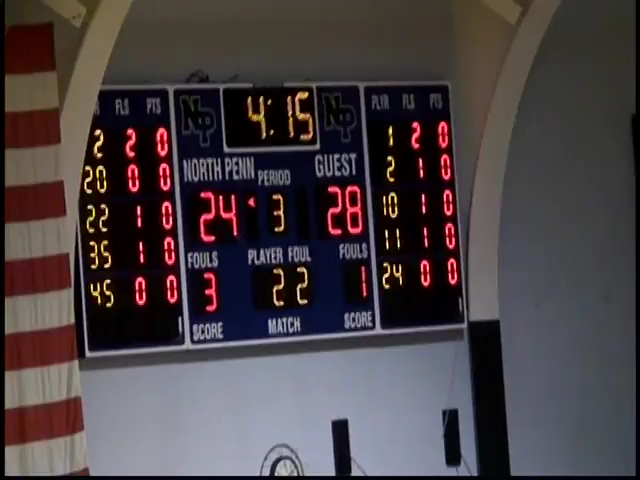 FLS PTS
NP
4:15
NP
PLYR FLS PTS
2 2 0
20 0 0
22 1 0
35 1 0
45 0 0
NORTH PENN PERIOD GUEST
24 3 28
FOULS PLAYER FOUL FOULS
3 22 1
SCORE MATCH SCORE
1 2 0
2 1 0
10 1 0
11 1 0
24 0 0